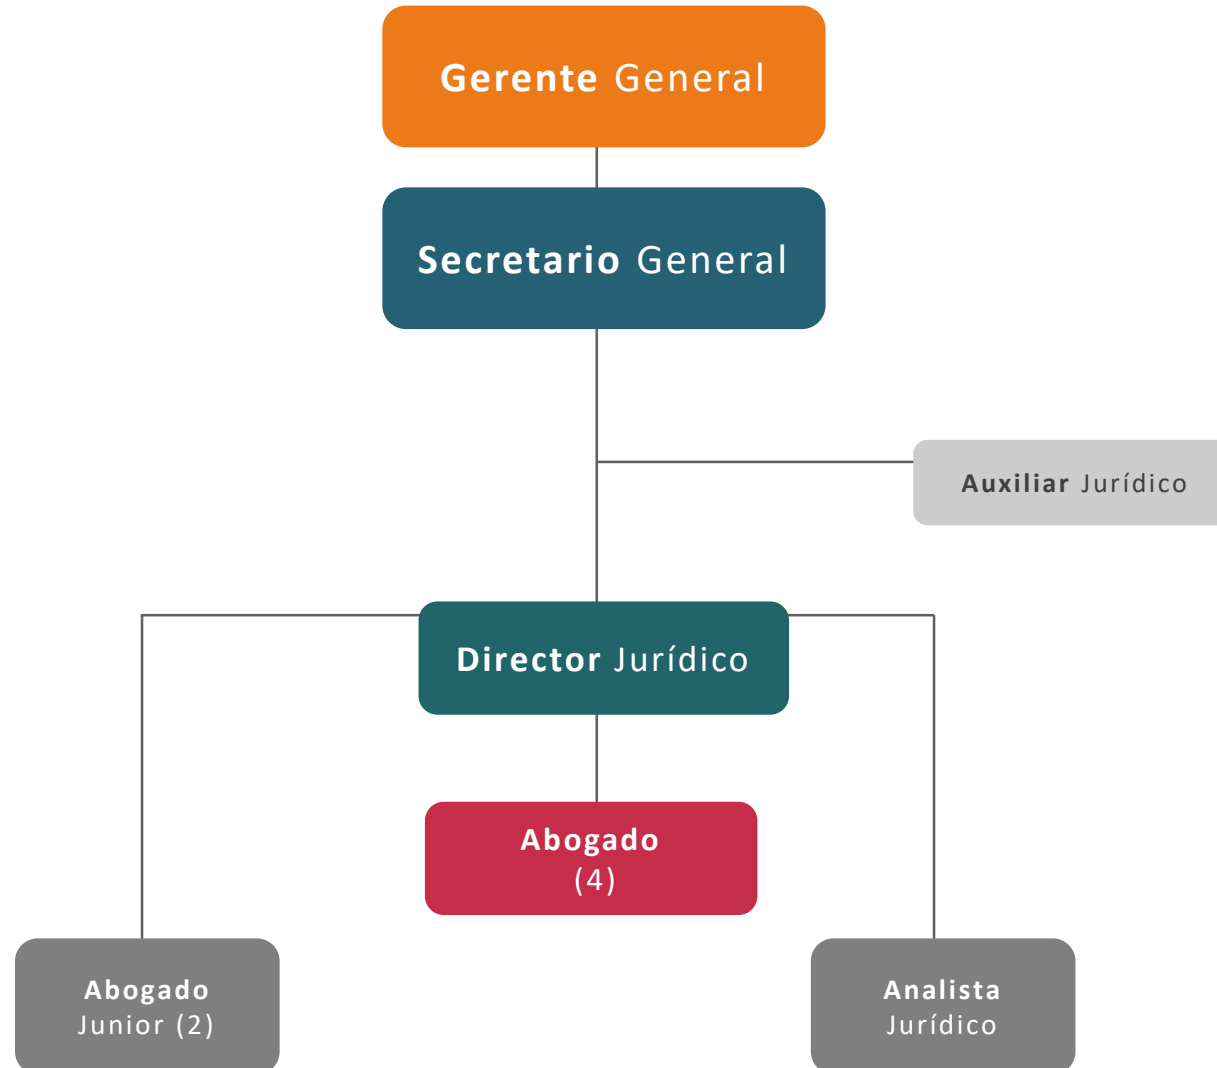 Gerente General
Secretario General
Auxiliar Jurídico
Director Jurídico
Abogado
(4)
Abogado
Junior (2)
Analista
Jurídico